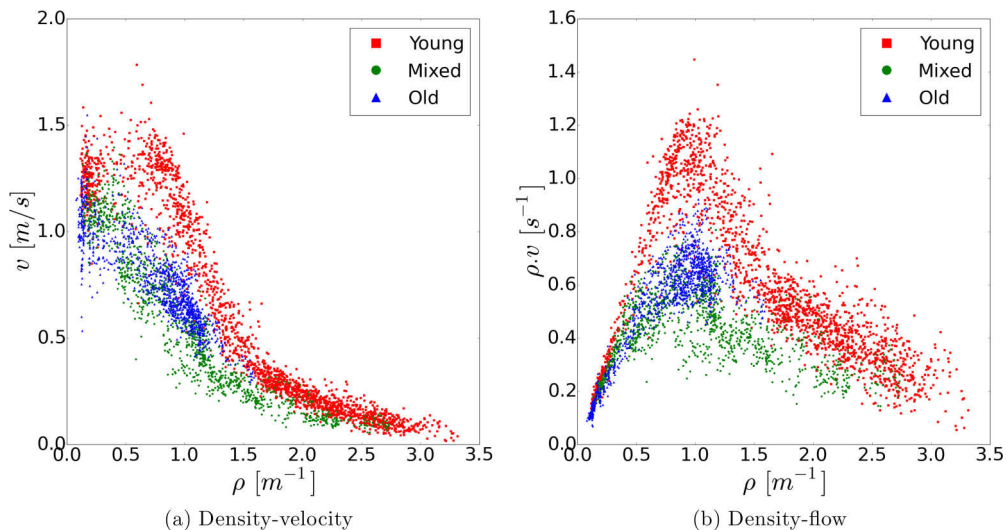 2.0
1.5
1.0
0.5
0.0
v [m/s]
Young
Mixed
Old
0.0 0.5 1.0 1.5 2.0 2.5 3.0 3.5
ρ [m⁻¹]
(a) Density-velocity
1.6
1.4
1.2
1.0
0.8
0.6
0.4
0.2
0.0
ρ.v [s⁻¹]
Young
Mixed
Old
0.0 0.5 1.0 1.5 2.0 2.5 3.0 3.5
ρ [m⁻¹]
(b) Density-flow